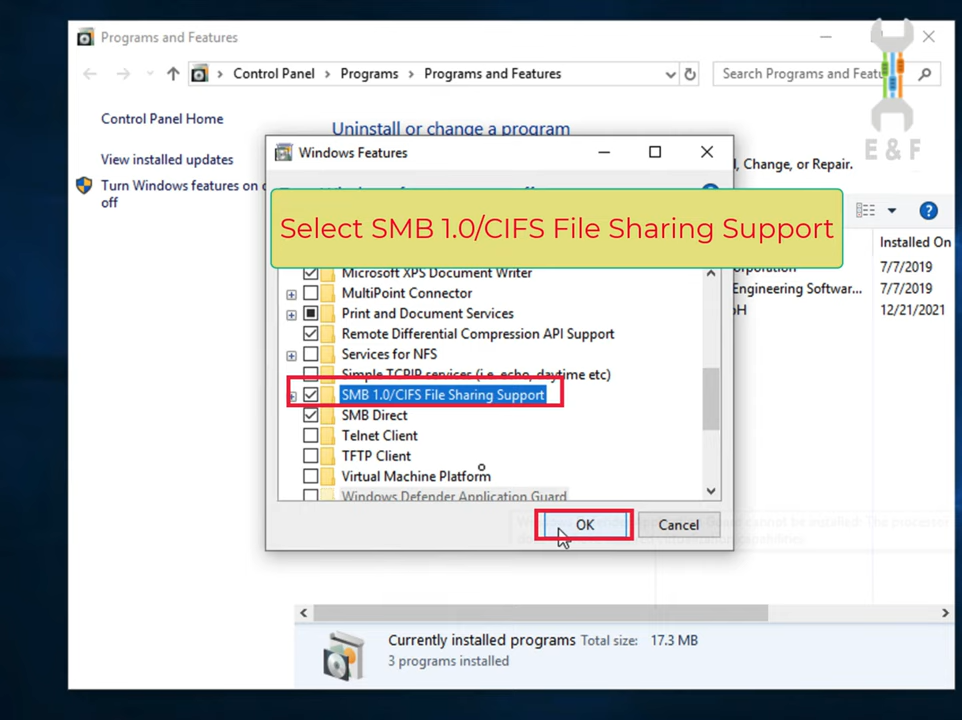 Programs and Features
Control Panel > Programs > Programs and Features
Search Programs and Featu
Control Panel Home
View installed updates
Turn Windows features on o
off
Uninstall or change a program
, Change, or Repair.
E & F
Windows Features
Select SMB 1.0/CIFS File Sharing Support
Installed On
Microsoft XPS Document Writer
MultiPoint Connector
Print and Document Services
Remote Differential Compression API Support
Services for NFS
Simple TCPIP services (i.e. echo, daytime etc)
SMB 1.0/CIFS File Sharing Support
SMB Direct
Telnet Client
TFTP Client
Virtual Machine Platform
Windows Defender Application Guard
7/7/2019
Engineering Softwar... 7/7/2019
bH 12/21/2021
OK Cancel
Currently installed programs Total size: 17.3 MB
3 programs installed